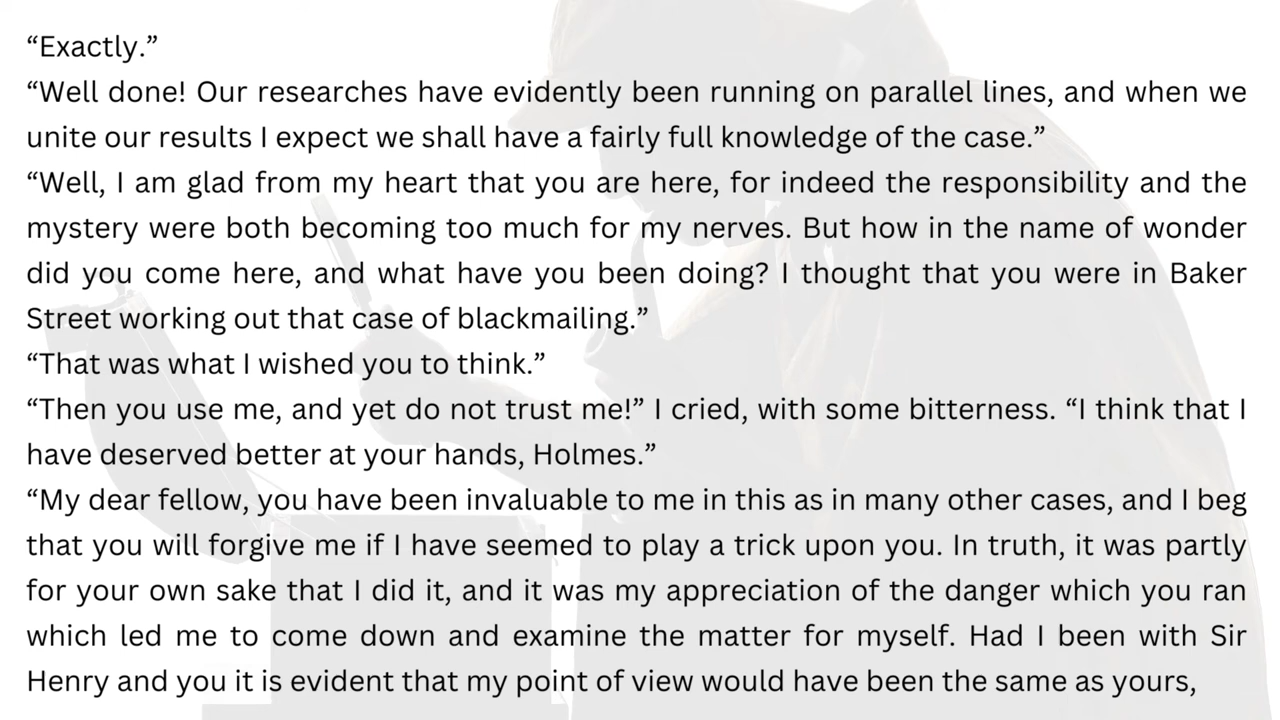 “Exactly.”
“Well done! Our researches have evidently been running on parallel lines, and when we
unite our results I expect we shall have a fairly full knowledge of the case.”
“Well, I am glad from my heart that you are here, for indeed the responsibility and the
mystery were both becoming too much for my nerves. But how in the name of wonder
did you come here, and what have you been doing? I thought that you were in Baker
Street working out that case of blackmailing.”
“That was what I wished you to think.”
“Then you use me, and yet do not trust me!” I cried, with some bitterness. “I think that I
have deserved better at your hands, Holmes.”
“My dear fellow, you have been invaluable to me in this as in many other cases, and I beg
that you will forgive me if I have seemed to play a trick upon you. In truth, it was partly
for your own sake that I did it, and it was my appreciation of the danger which you ran
which led me to come down and examine the matter for myself. Had I been with Sir
Henry and you it is evident that my point of view would have been the same as yours,